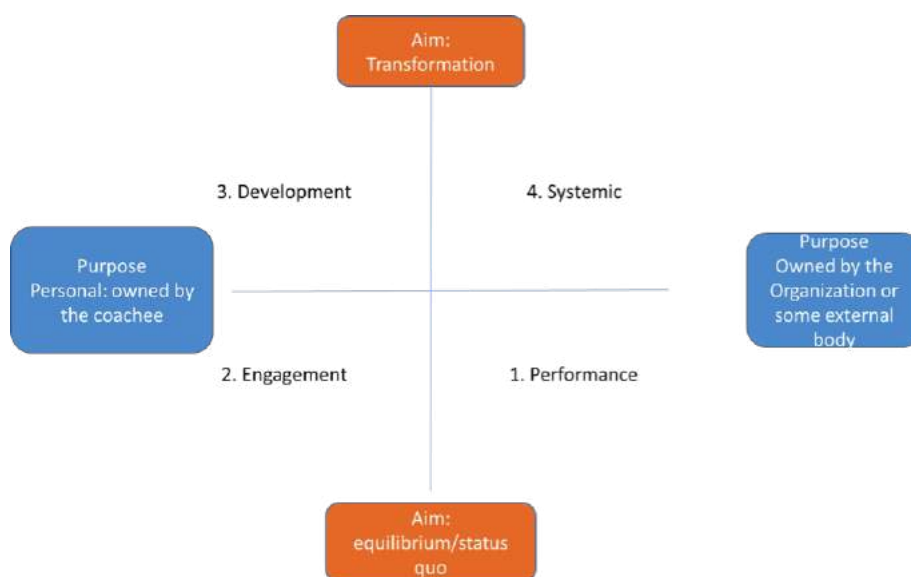 Aim:
Transformation
3. Development
4. Systemic
Purpose
Personal: owned by
the coachee
Purpose
Owned by the
Organization or
some external
body
2. Engagement
1. Performance
Aim:
equilibrium/status
quo